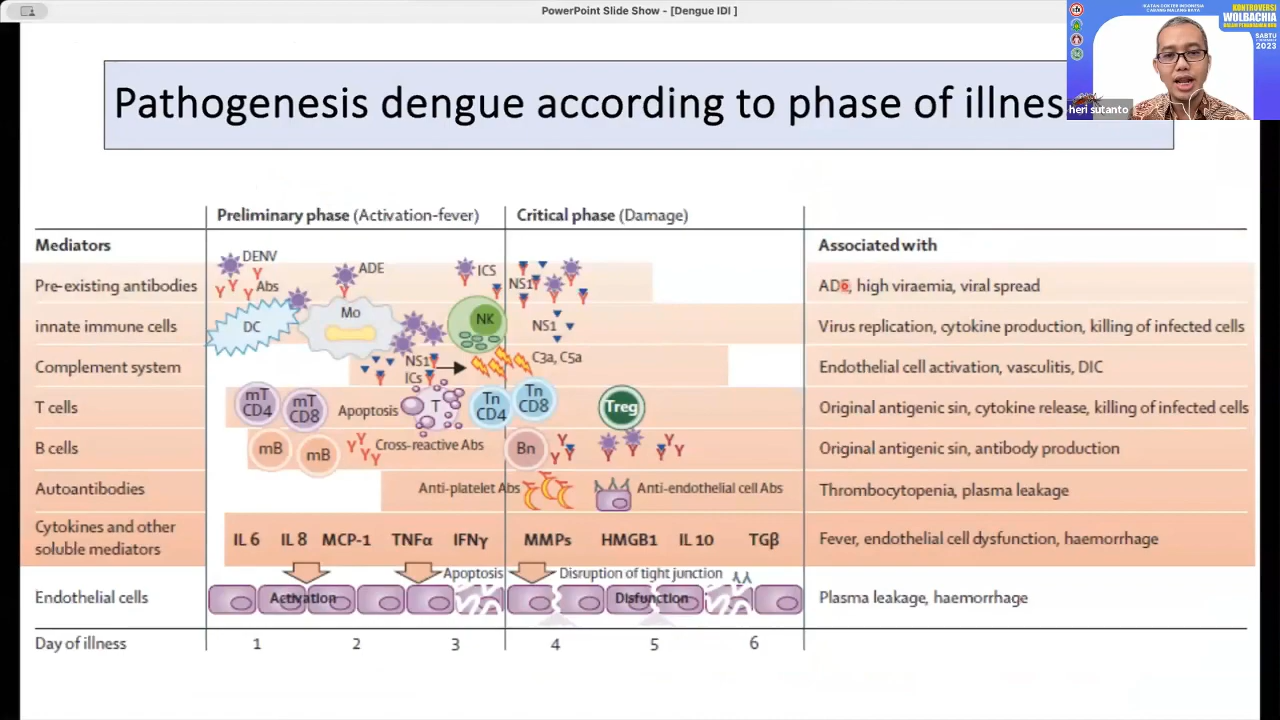 PowerPoint Slide Show - [Dengue IDI ]
IKATAN DOKTER INDONESIA
CABANG MALANG RAYA
KONTROVERSI
WOLBACHIA
SABTU
2023
heri sutanto
Pathogenesis dengue according to phase of illnes
Preliminary phase (Activation-fever) Critical phase (Damage)
Mediators Associated with
DENV
ADE
ICS
Pre-existing antibodies Abs NS1 ADE, high viraemia, viral spread
innate immune cells DC Mo NK NS1 Virus replication, cytokine production, killing of infected cells
Complement system NS1 ICs C3a, C5a Endothelial cell activation, vasculitis, DIC
T cells mT CD4 mT CD8 Apoptosis T Tn CD4 Tn CD8 Treg Original antigenic sin, cytokine release, killing of infected cells
B cells mB mB Cross-reactive Abs Bn Original antigenic sin, antibody production
Autoantibodies Anti-platelet Abs Anti-endothelial cell Abs Thrombocytopenia, plasma leakage
Cytokines and other
soluble mediators IL 6 IL 8 MCP-1 TNFα IFNγ MMPs HMGB1 IL 10 TGβ Fever, endothelial cell dysfunction, haemorrhage
Apoptosis Disruption of tight junction
Endothelial cells Activation Disfunction Plasma leakage, haemorrhage
Day of illness 1 2 3 4 5 6